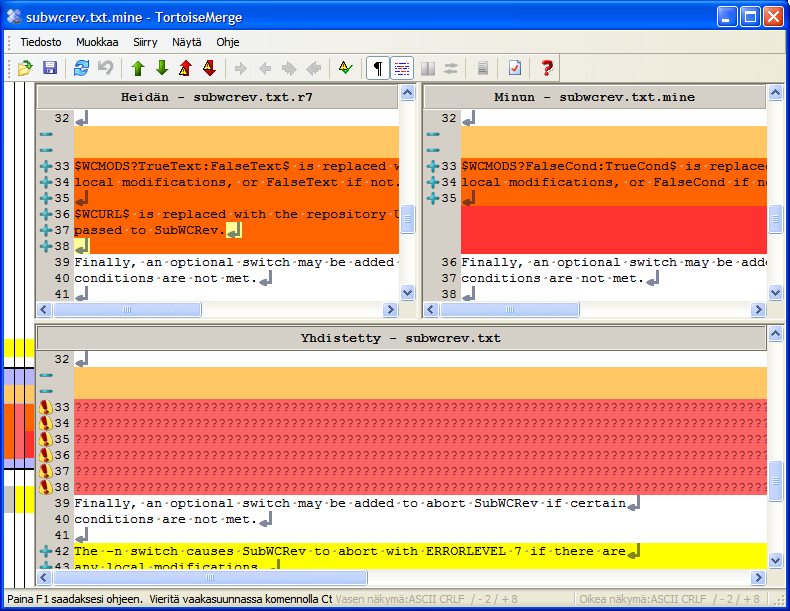 subwcrev.txt.mine - TortoiseMerge
Tiedosto Muokkaa Siirry Näytä Ohje
Heidän - subwcrev.txt.r7
32
33 $WCMODS?TrueText:FalseText$ is replaced
34 local modifications, or FalseText if not.
35
36 $WCURL$ is replaced with the repository
37 passed to SubWCRev.
38
39 Finally, an optional switch may be added
40 conditions are not met.
41
Minun - subwcrev.txt.mine
32
33 $WCMODS?FalseCond:TrueCond$ is replaced
34 local modifications, or FalseCond if
35
36 Finally, an optional switch may be added
37 conditions are not met.
38
Yhdistetty - subwcrev.txt
32
33 ???????????????????????????????????????????????????????????????????????????????????????
34 ???????????????????????????????????????????????????????????????????????????????????????
35 ???????????????????????????????????????????????????????????????????????????????????????
36 ???????????????????????????????????????????????????????????????????????????????????????
37 ???????????????????????????????????????????????????????????????????????????????????????
38 ???????????????????????????????????????????????????????????????????????????????????????
39 Finally, an optional switch may be added to abort SubWCRev if certain
40 conditions are not met.
41
42 The -n switch causes SubWCRev to abort with ERRORLEVEL 7 if there are
43 any local modifications.
Paina F1 saadaksesi ohjeen. Vieritä vaakasuunnassa komennolla Ct Vasen näkymä:ASCII CRLF / - 2 / + 8 Oikea näkymä:ASCII CRLF / - 2 / + 8